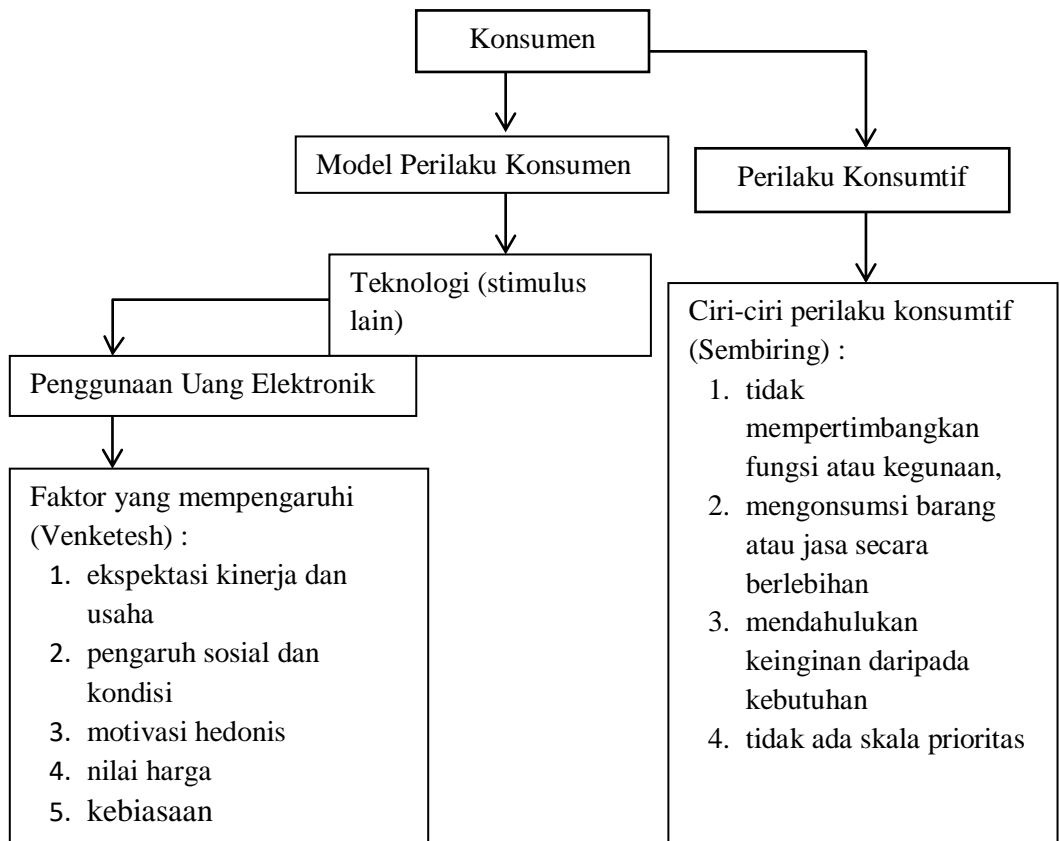 Konsumen
Model Perilaku Konsumen
Perilaku Konsumtif
Teknologi (stimulus
lain)
Penggunaan Uang Elektronik
Faktor yang mempengaruhi
(Venketesh) :
1. ekspektasi kinerja dan
usaha
2. pengaruh sosial dan
kondisi
3. motivasi hedonis
4. nilai harga
5. kebiasaan
Ciri-ciri perilaku konsumtif
(Sembiring) :
1. tidak
mempertimbangkan
fungsi atau kegunaan,
2. mengonsumsi barang
atau jasa secara
berlebihan
3. mendahulukan
keinginan daripada
kebutuhan
4. tidak ada skala prioritas